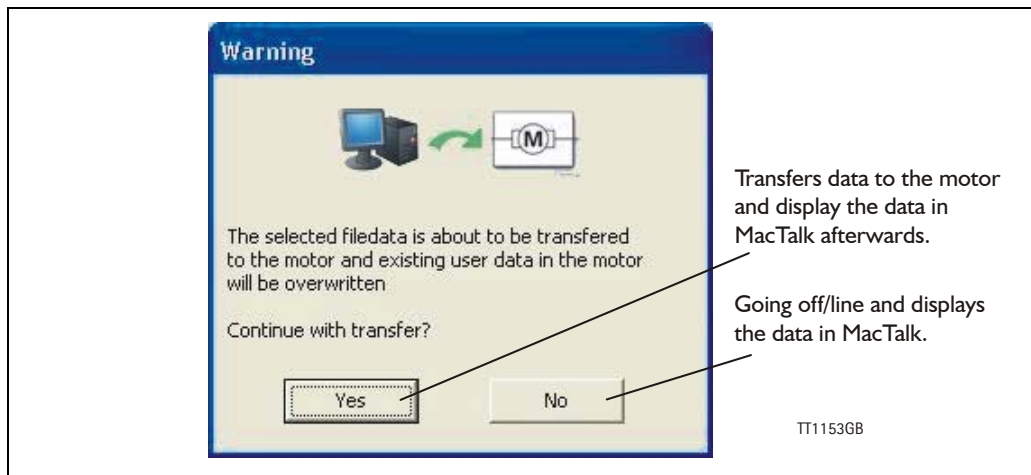 Warning
M
The selected filedata is about to be transfered
to the motor and existing user data in the motor
will be overwritten
Continue with transfer?
Yes
No
Transfers data to the motor
and display the data in
MacTalk afterwards.
Going off/line and displays
the data in MacTalk.
TT1153GB